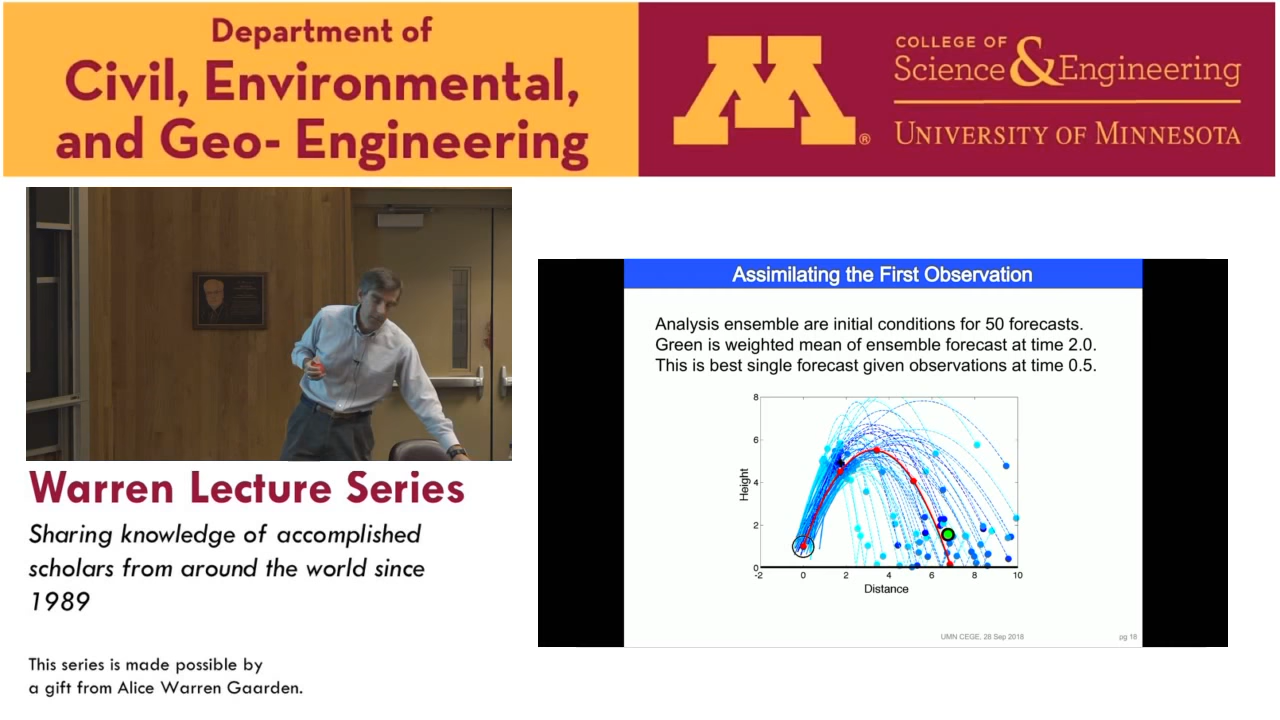 Department of
Civil, Environmental,
and Geo- Engineering
M®
COLLEGE OF
Science & Engineering
UNIVERSITY OF MINNESOTA
Warren Lecture Series
Sharing knowledge of accomplished
scholars from around the world since
1989
This series is made possible by
a gift from Alice Warren Gaarden.
Assimilating the First Observation
Analysis ensemble are initial conditions for 50 forecasts.
Green is weighted mean of ensemble forecast at time 2.0.
This is best single forecast given observations at time 0.5.
8
6
4
2
0
Height
-2 0 2 4 6 8 10
Distance
UMN CEGE, 28 Sep 2018
pg 18